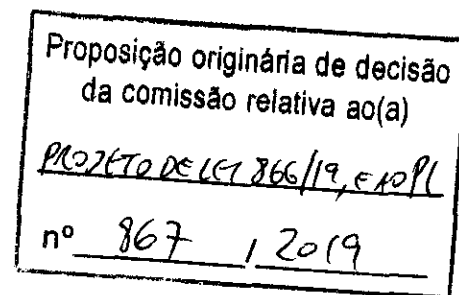 Proposição originária de decisão
da comissão relativa ao(a)
PROJETO DE LEI 866/19, E AO PL
nº 867 / 2019